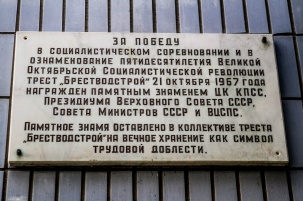 ЗА ПОБЕДУ
В СОЦИАЛИСТИЧЕСКОМ СОРЕВНОВАНИИ И В
ОЗНАМЕНОВАНИЕ ПЯТИДЕСЯТИЛЕТИЯ ВЕЛИКОЙ
ОКТЯБРЬСКОЙ СОЦИАЛИСТИЧЕСКОЙ РЕВОЛЮЦИИ
ТРЕСТ „БРЕСТВОДСТРОЙ" 21 ОКТЯБРЯ 1967 ГОДА
НАГРАЖДЕН ПАМЯТНЫМ ЗНАМЕНЕМ ЦК КПСС,
ПРЕЗИДИУМА ВЕРХОВНОГО СОВЕТА СССР,
СОВЕТА МИНИСТРОВ СССР И ВЦСПС.
ПАМЯТНОЕ ЗНАМЯ ОСТАВЛЕНО В КОЛЛЕКТИВЕ ТРЕСТА
„БРЕСТВОДСТРОЙ" НА ВЕЧНОЕ ХРАНЕНИЕ КАК СИМВОЛ
ТРУДОВОЙ ДОБЛЕСТИ.